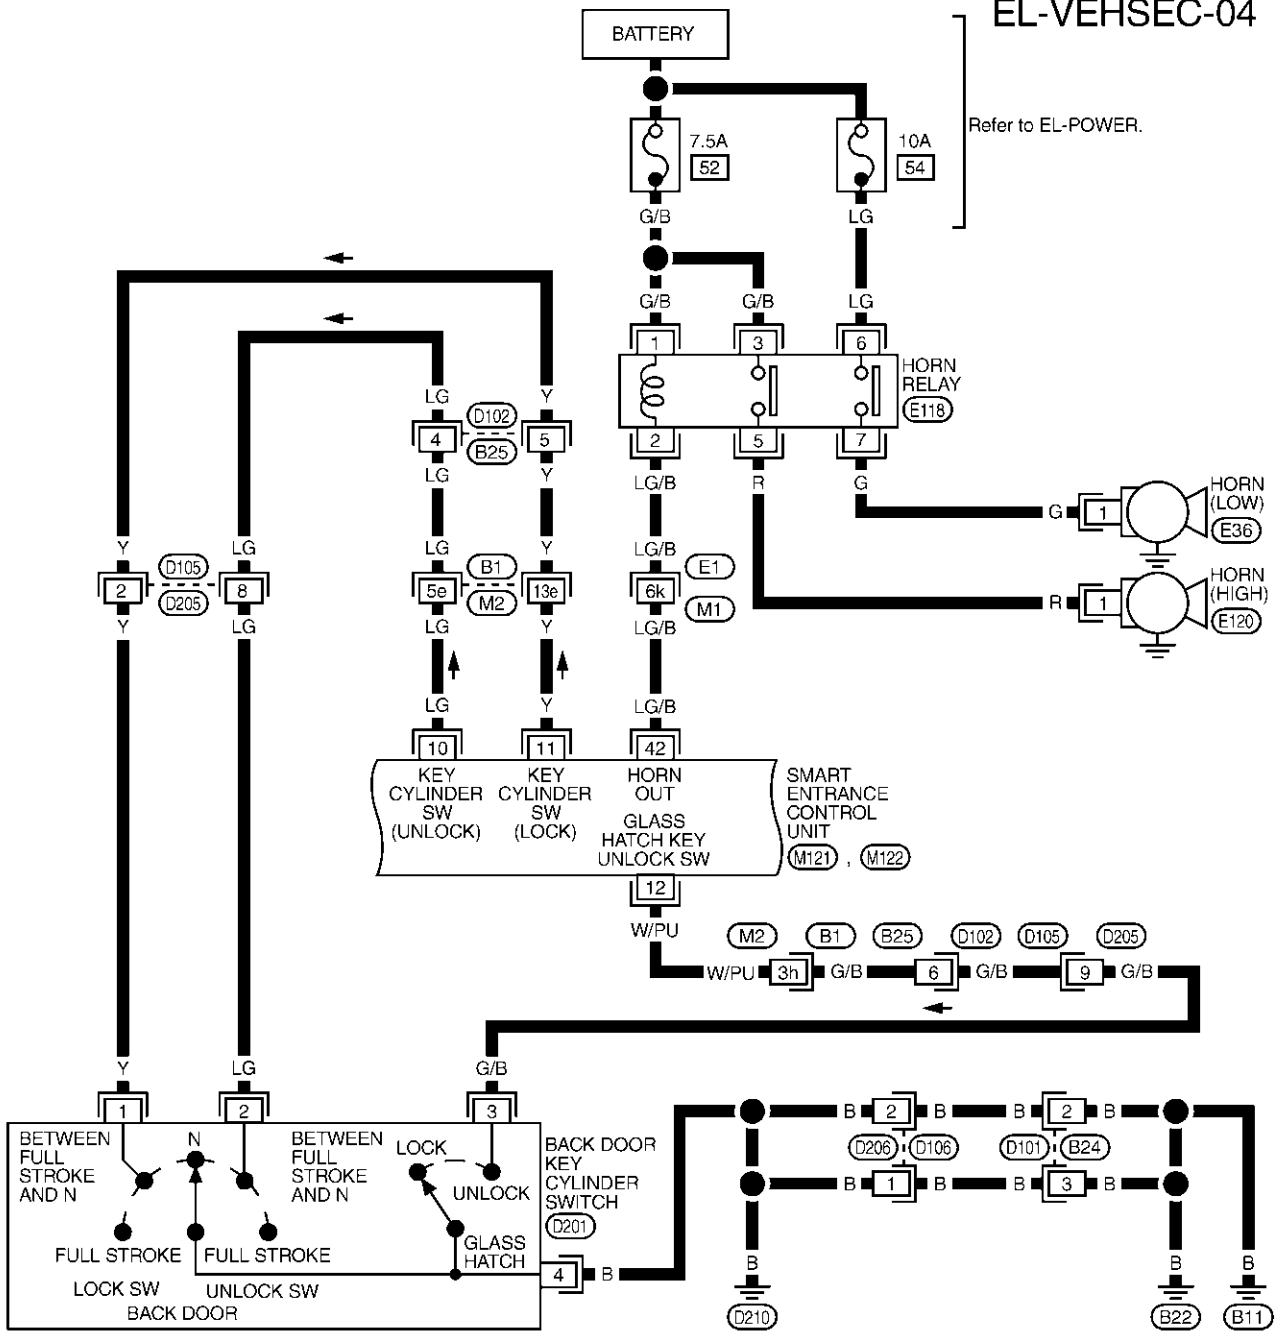 EL-VEHSEC-04
BATTERY
Refer to EL-POWER.
7.5A
52
10A
54
G/B
LG
G/B
G/B
LG
1
3
6
HORN
RELAY
E118
2
5
7
LG
Y
D102
4
5
B25
LG
Y
LG/B
R
G
HORN
(LOW)
G
1
E36
Y
LG
LG
Y
LG/B
D105
B1
E1
2
8
5e
13e
6k
D205
M2
M1
HORN
(HIGH)
R
1
E120
Y
LG
LG
Y
LG/B
LG
Y
LG/B
10
11
42
KEY
CYLINDER
SW
(UNLOCK)
KEY
CYLINDER
SW
(LOCK)
HORN
OUT
GLASS
HATCH KEY
UNLOCK SW
SMART
ENTRANCE
CONTROL
UNIT
M121 , M122
12
W/PU
M2
B1
B25
D102
D105
D205
W/PU
3h
G/B
6
G/B
9
G/B
Y
LG
G/B
1
2
3
BETWEEN
FULL
STROKE
AND N
N
BETWEEN
FULL
STROKE
AND N
LOCK
UNLOCK
BACK DOOR
KEY
CYLINDER
SWITCH
D201
FULL STROKE
FULL STROKE
GLASS
HATCH
LOCK SW
UNLOCK SW
BACK DOOR
4
B
B
2
B
B
2
B
D206
D106
D101
B24
B
1
B
B
3
B
B
B
B
D210
B22
B11